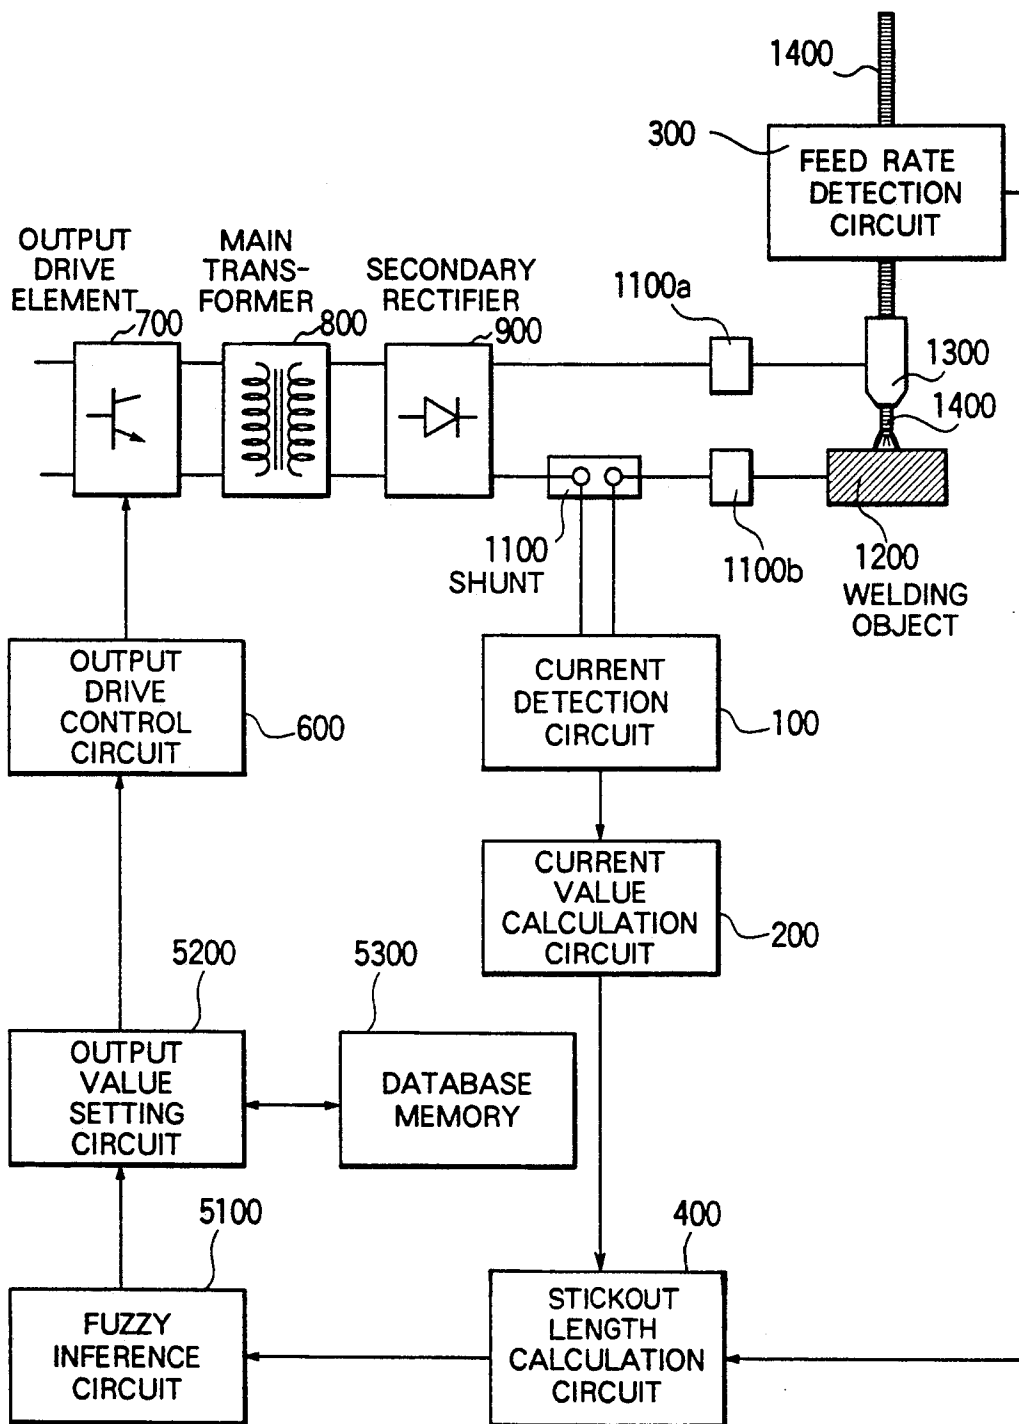 1400
300
FEED RATE
DETECTION
CIRCUIT
OUTPUT
DRIVE
ELEMENT
700
MAIN
TRANS-
FORMER
800
SECONDARY
RECTIFIER
900
1100a
1300
1400
1100
SHUNT
1100b
1200
WELDING
OBJECT
OUTPUT
DRIVE
CONTROL
CIRCUIT
600
CURRENT
DETECTION
CIRCUIT
100
CURRENT
VALUE
CALCULATION
CIRCUIT
200
5200
OUTPUT
VALUE
SETTING
CIRCUIT
5300
DATABASE
MEMORY
5100
FUZZY
INFERENCE
CIRCUIT
400
STICKOUT
LENGTH
CALCULATION
CIRCUIT